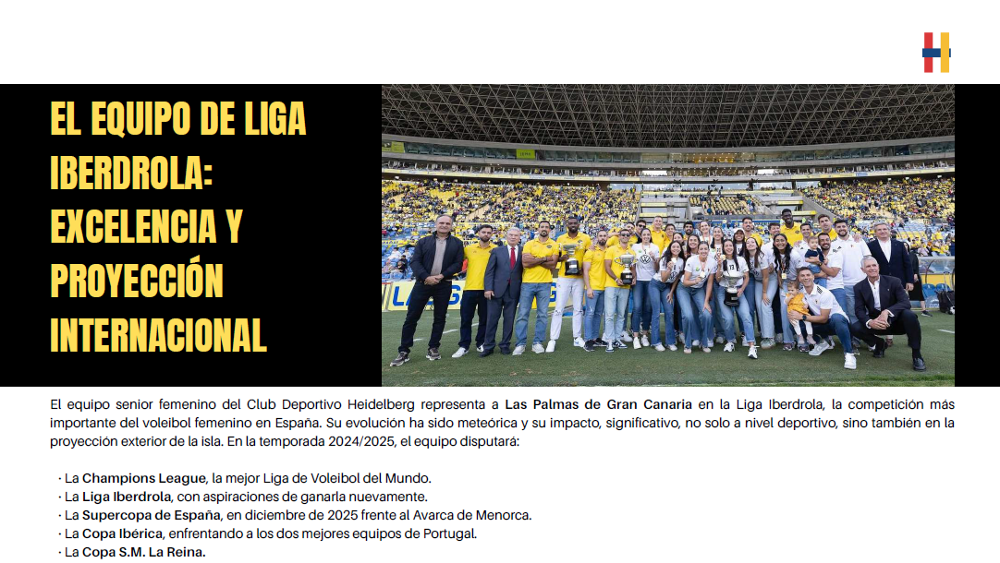 EL EQUIPO DE LIGA
IBERDROLA:
EXCELENCIA Y
PROYECCIÓN
INTERNACIONAL
El equipo senior femenino del Club Deportivo Heidelberg representa a Las Palmas de Gran Canaria en la Liga Iberdrola, la competición más
importante del voleibol femenino en España. Su evolución ha sido meteórica y su impacto, significativo, no solo a nivel deportivo, sino también en la
proyección exterior de la isla. En la temporada 2024/2025, el equipo disputará:
· La Champions League, la mejor Liga de Voleibol del Mundo.
· La Liga Iberdrola, con aspiraciones de ganarla nuevamente.
· La Supercopa de España, en diciembre de 2025 frente al Avarca de Menorca.
· La Copa Ibérica, enfrentando a los dos mejores equipos de Portugal.
· La Copa S.M. La Reina.